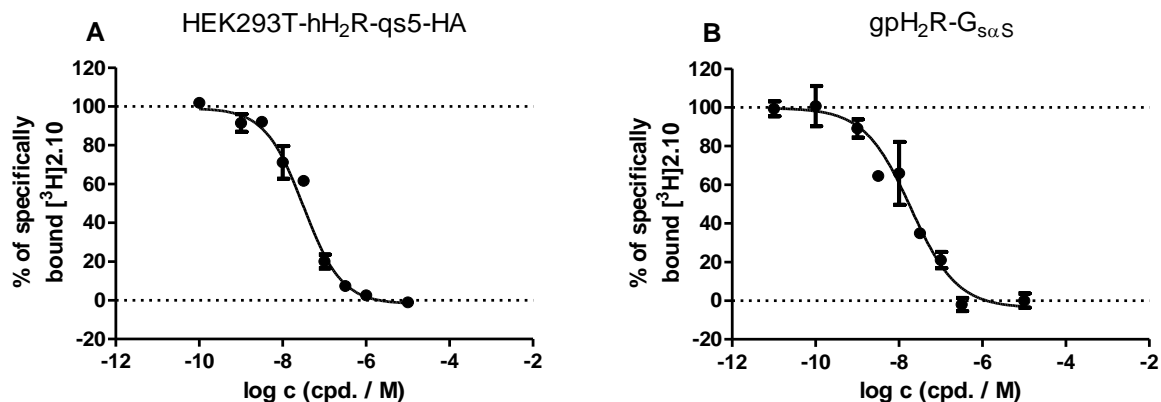 A HEK293T-hH₂R-qs5-HA
% of specifically
bound [³H]2.10
120
100
80
60
40
20
0
-20
-12 -10 -8 -6 -4 -2
log c (cpd. / M)
B gpH₂R-GsαS
% of specifically
bound [³H]2.10
120
100
80
60
40
20
0
-20
-12 -10 -8 -6 -4 -2
log c (cpd. / M)